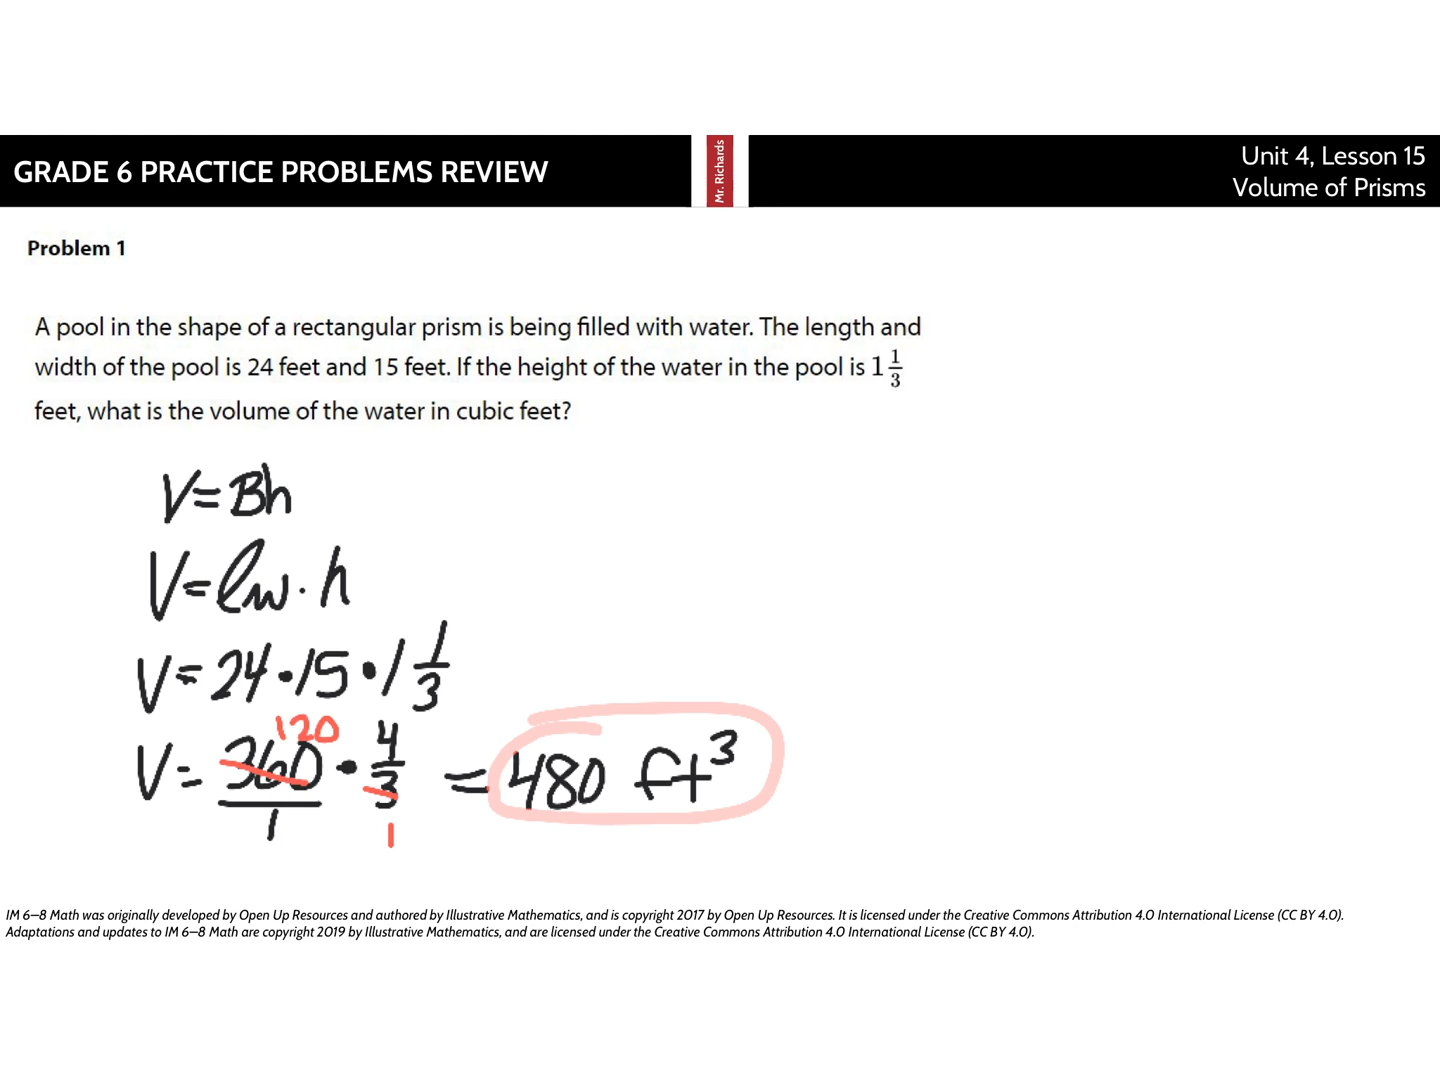 GRADE 6 PRACTICE PROBLEMS REVIEW
Mr. Richards
Unit 4, Lesson 15
Volume of Prisms
Problem 1
A pool in the shape of a rectangular prism is being filled with water. The length and
width of the pool is 24 feet and 15 feet. If the height of the water in the pool is 1 1/3
feet, what is the volume of the water in cubic feet?
V=Bh
V=lw·h
V=24·15·1 1/3
120
V=360/1·4/3 =480 ft³
1
IM 6–8 Math was originally developed by Open Up Resources and authored by Illustrative Mathematics, and is copyright 2017 by Open Up Resources. It is licensed under the Creative Commons Attribution 4.0 International License (CC BY 4.0).
Adaptations and updates to IM 6–8 Math are copyright 2019 by Illustrative Mathematics, and are licensed under the Creative Commons Attribution 4.0 International License (CC BY 4.0).